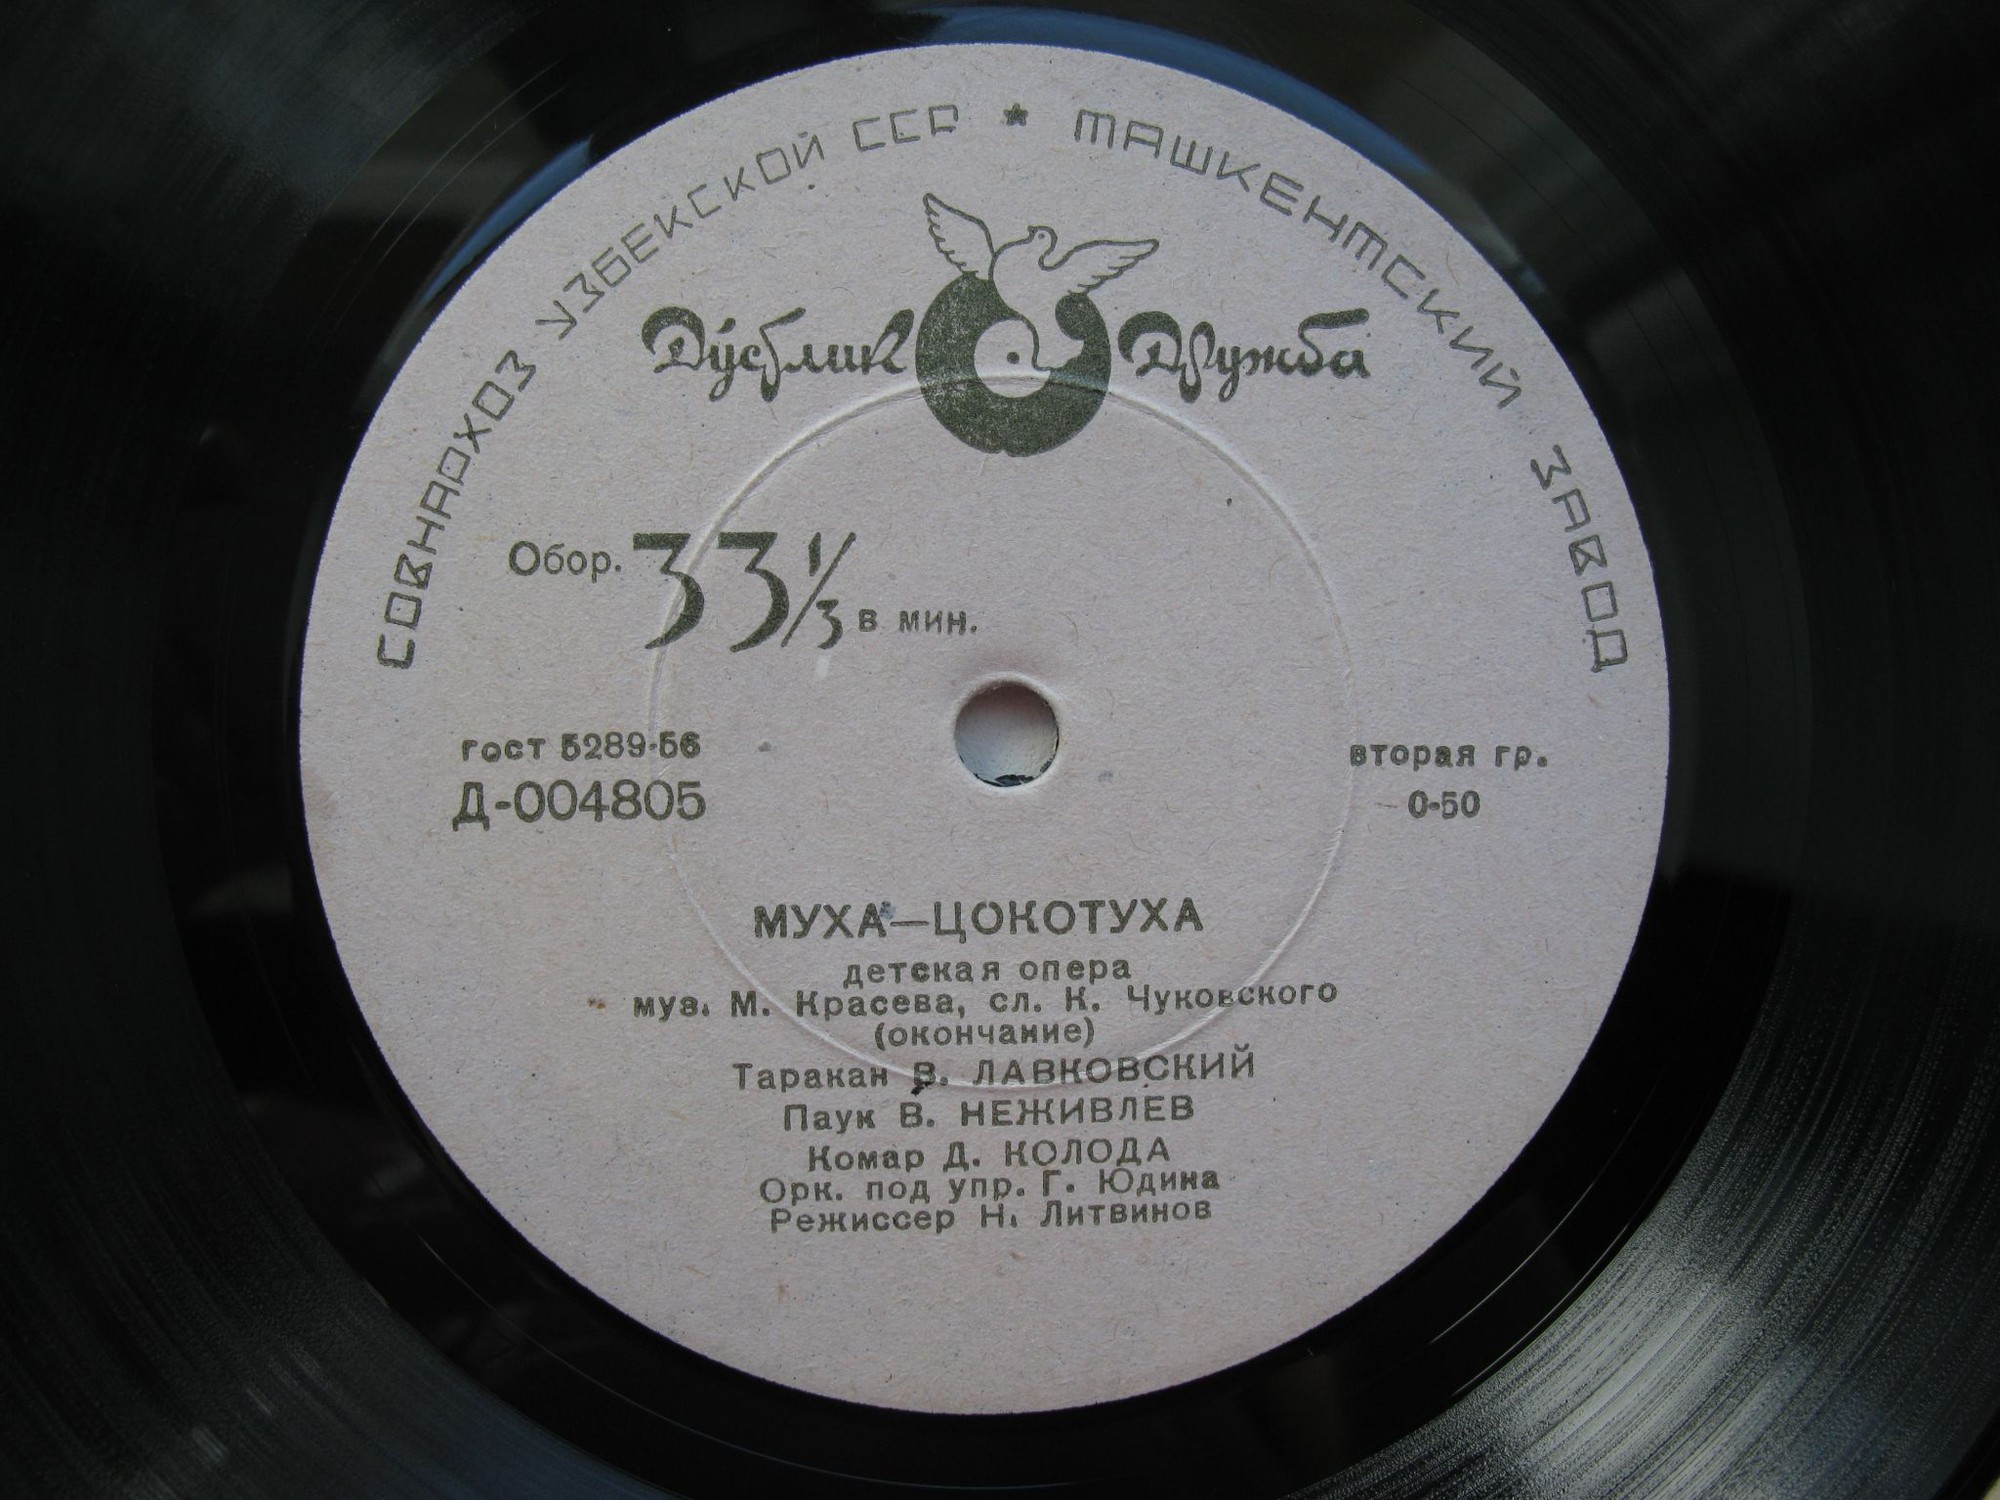 СОВНАРХОЗ УЗБЕКСКОЙ ССР ★ ТАШКЕНТСКИЙ ЗАВОД
Дўстлик Дружба
Обор. 33 1/3 в мин.
гост 5289-56
Д-004805
вторая гр.
0-50
МУХА—ЦОКОТУХА
детская опера
муз. М. Красева, сл. К. Чуковского
(окончание)
Таракан В. ЛАВКОВСКИЙ
Паук В. НЕЖИВЛЕВ
Комар Д. КОЛОДА
Орк. под упр. Г. Юдина
Режиссер Н. Литвинов